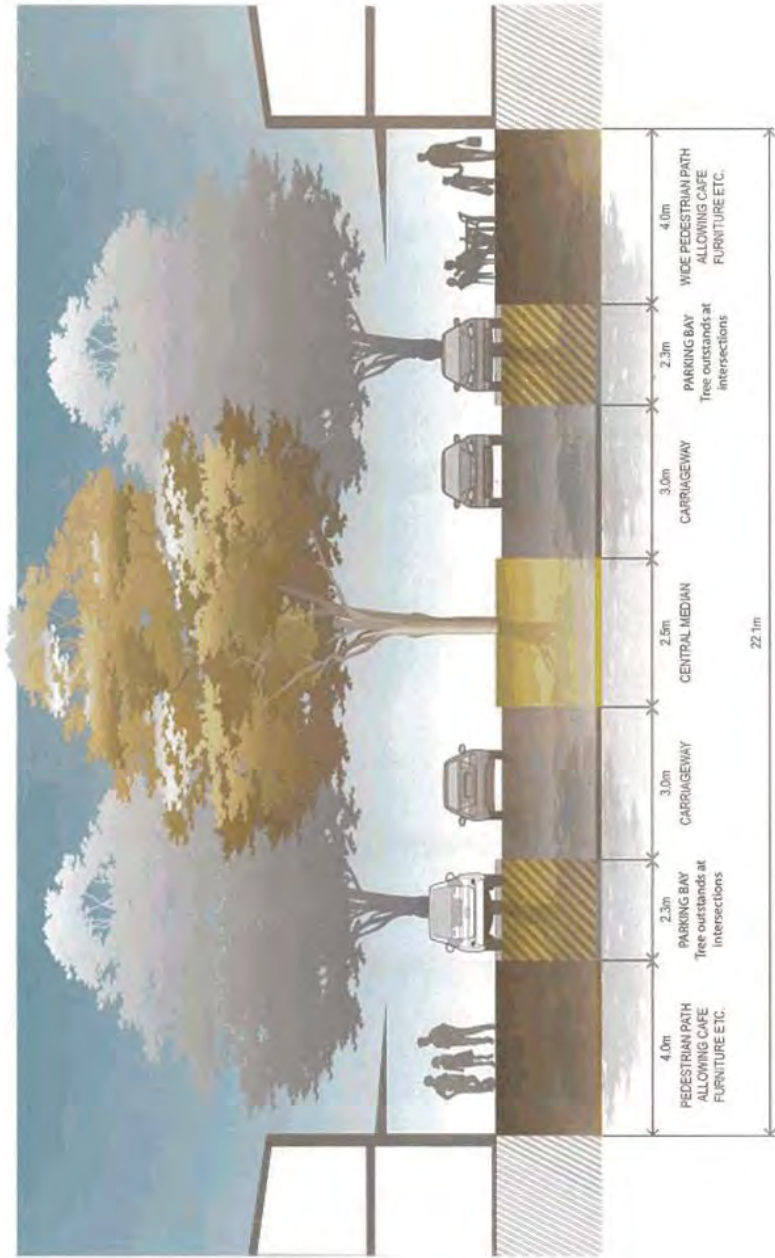 4.0m
PEDESTRIAN PATH
ALLOWING CAFE
FURNITURE ETC.
2.3m
PARKING BAY
Tree outstands at
intersections
3.0m
CARRIAGEWAY
2.5m
CENTRAL MEDIAN
3.0m
CARRIAGEWAY
2.3m
PARKING BAY
Tree outstands at
intersections
4.0m
WIDE PEDESTRIAN PATH
ALLOWING CAFE
FURNITURE ETC.
22.1m